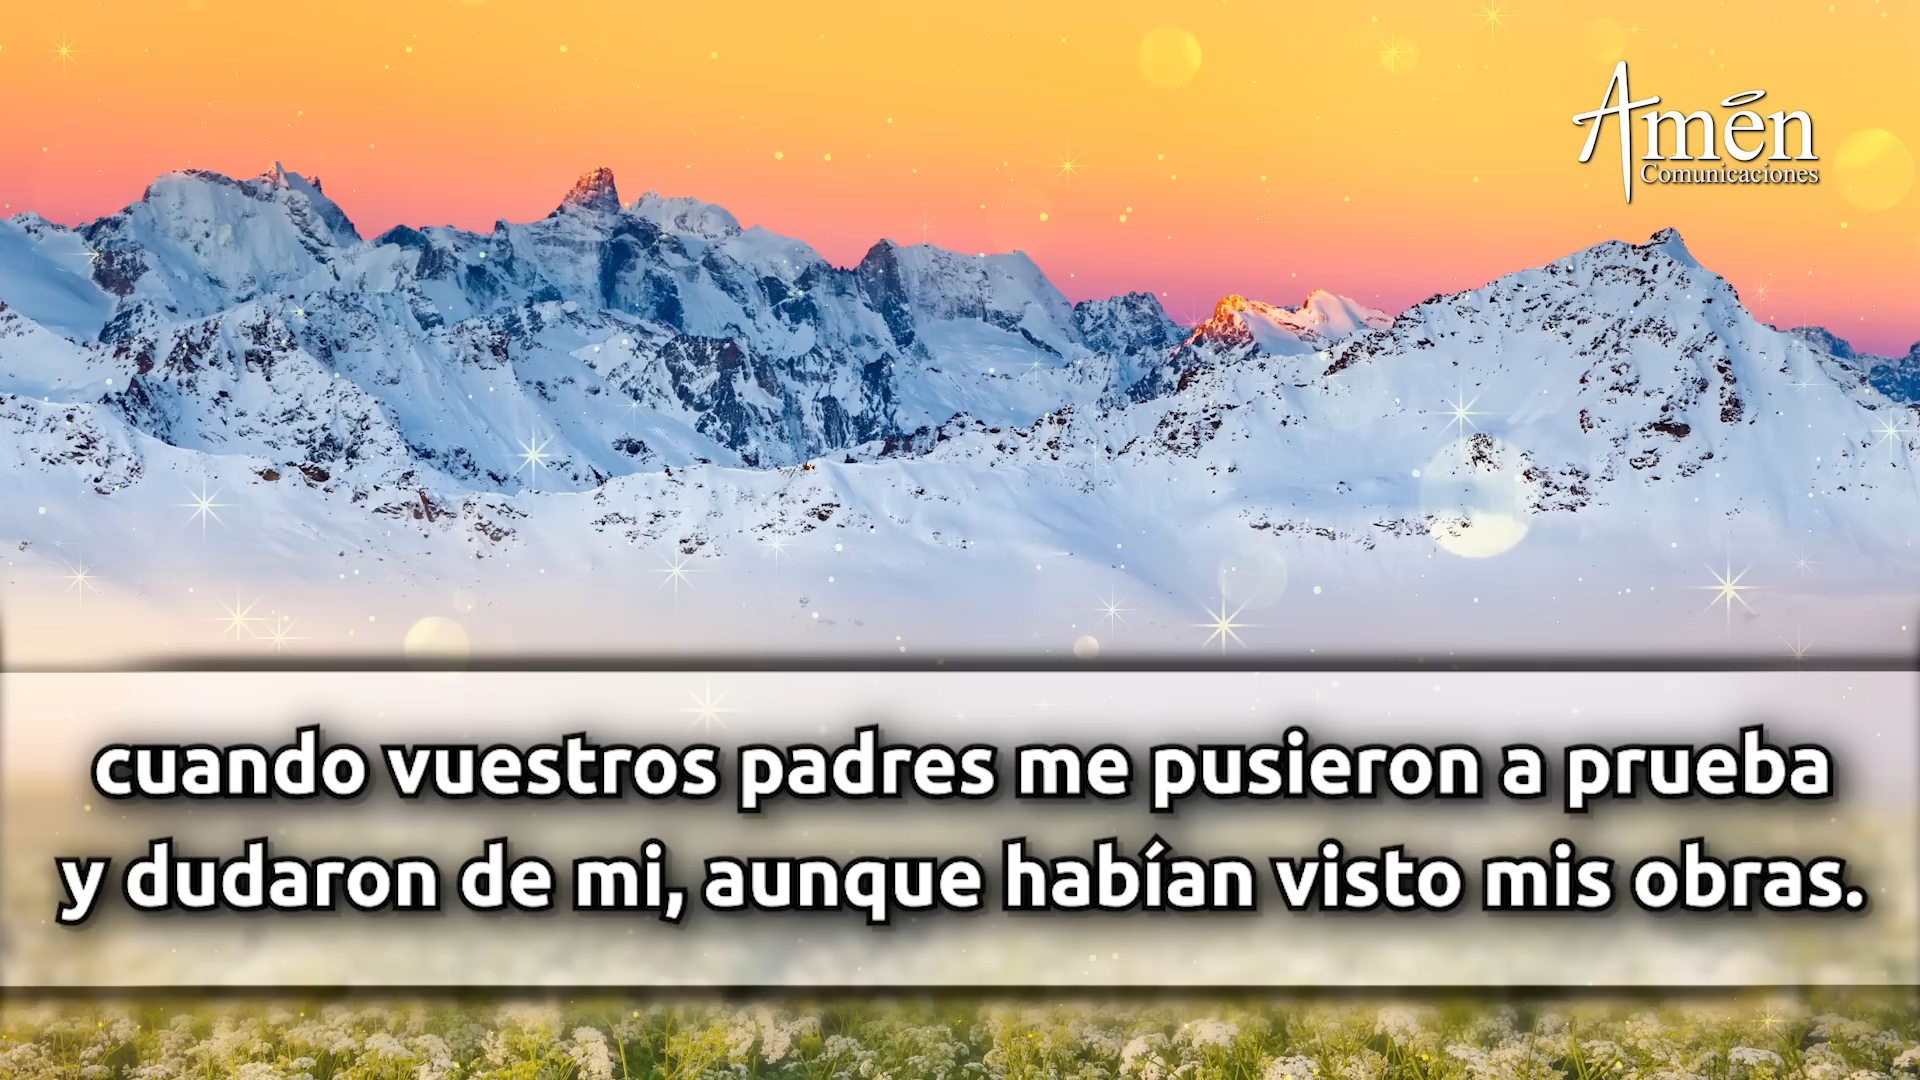 Amén
Comunicaciones
cuando vuestros padres me pusieron a prueba
y dudaron de mi, aunque habían visto mis obras.